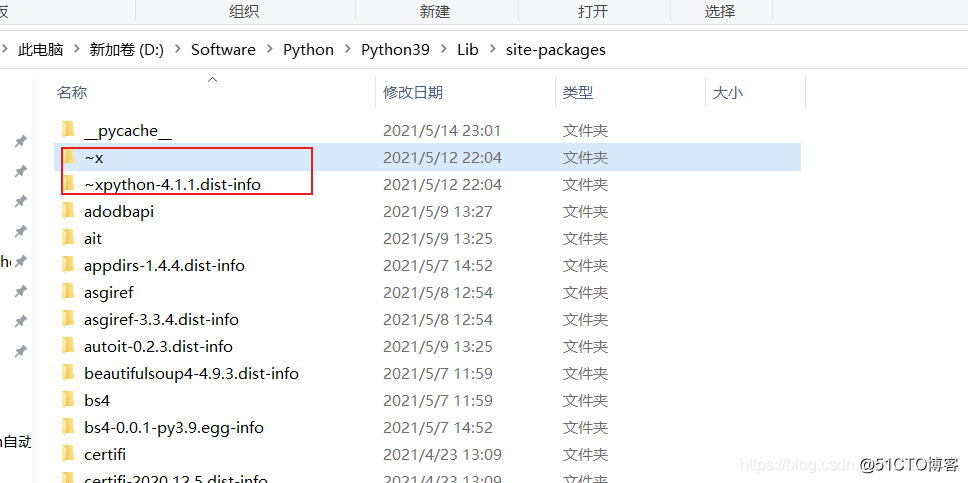 组织 新建 打开 选择
此电脑 > 新加卷 (D:) > Software > Python > Python39 > Lib > site-packages
名称 修改日期 类型 大小
__pycache__ 2021/5/14 23:01 文件夹
~x 2021/5/12 22:04 文件夹
~xpython-4.1.1.dist-info 2021/5/12 22:04 文件夹
adodbapi 2021/5/9 13:27 文件夹
ait 2021/5/9 13:25 文件夹
appdirs-1.4.4.dist-info 2021/5/7 14:52 文件夹
asgiref 2021/5/8 12:54 文件夹
asgiref-3.3.4.dist-info 2021/5/8 12:54 文件夹
autoit-0.2.3.dist-info 2021/5/9 13:25 文件夹
beautifulsoup4-4.9.3.dist-info 2021/5/7 11:59 文件夹
bs4 2021/5/7 11:59 文件夹
bs4-0.0.1-py3.9.egg-info 2021/5/7 14:52 文件夹
自动
certifi 2021/4/23 13:09 文件夹
certifi-2020.12.5.dist-info 2021/4/23 13:09 文件夹
https://blog.csdn. @51CTO博客